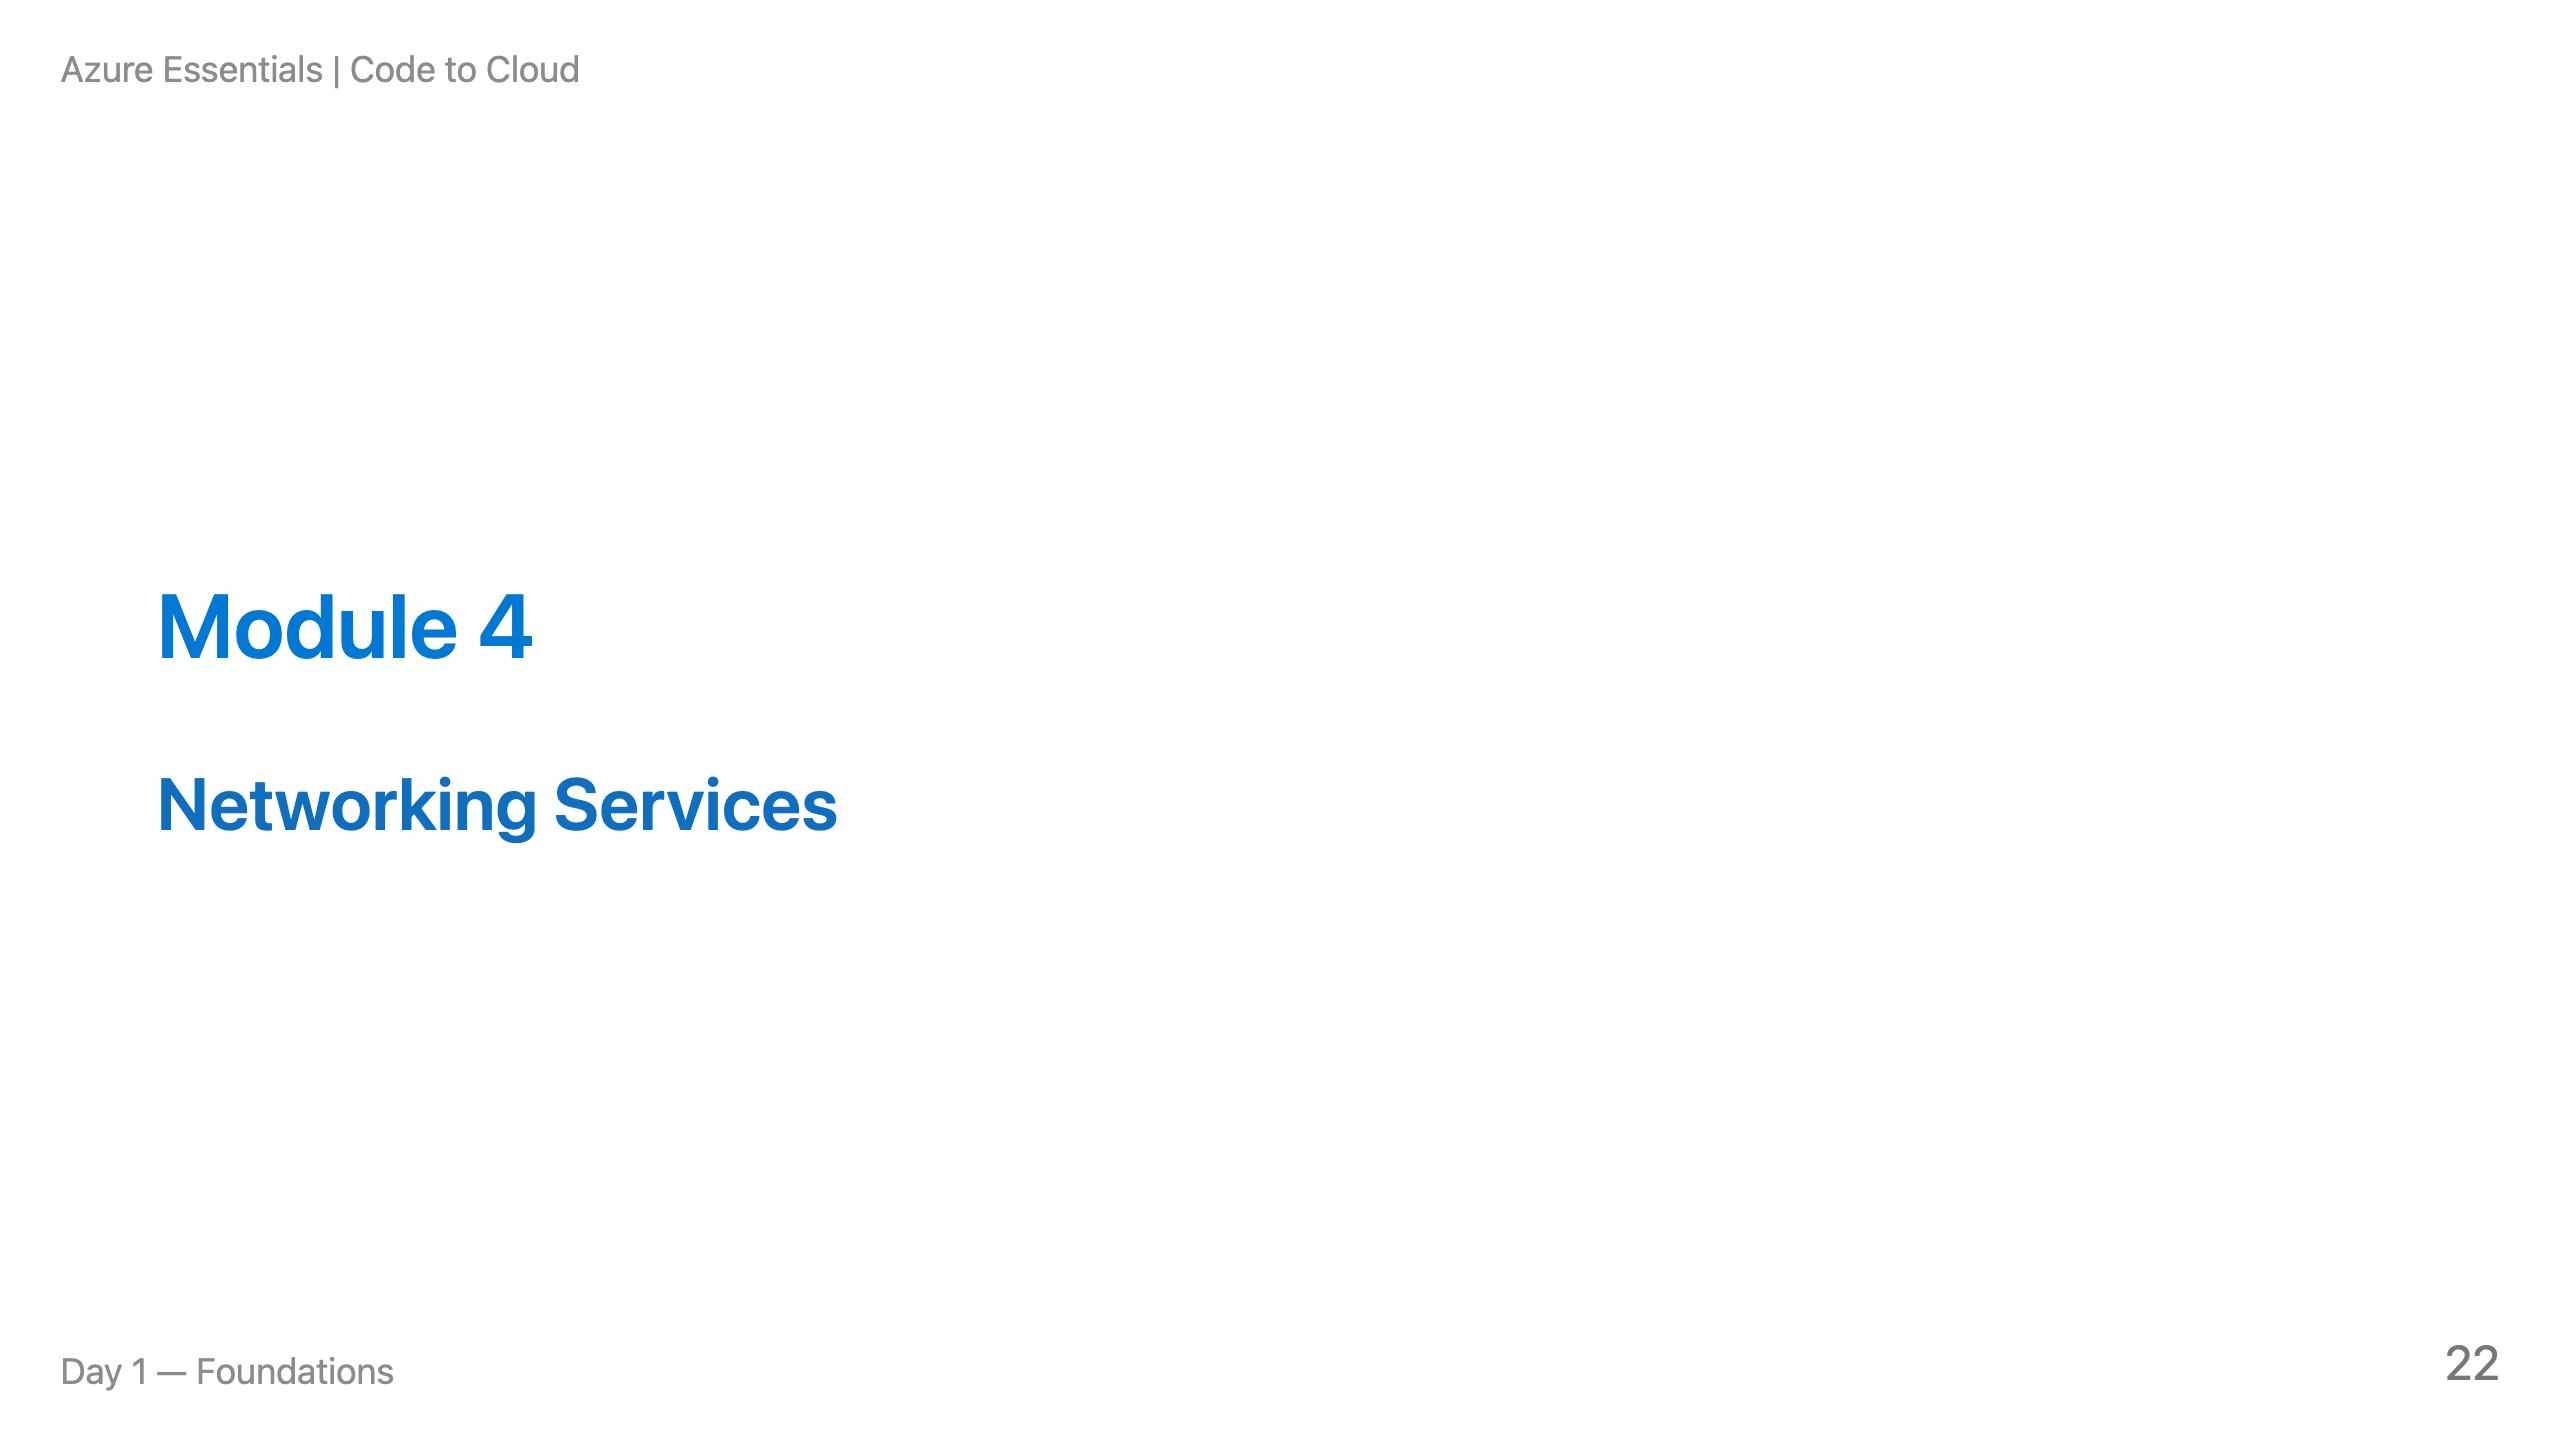 Azure Essentials | Code to Cloud
Module 4
Networking Services
Day 1 — Foundations
22